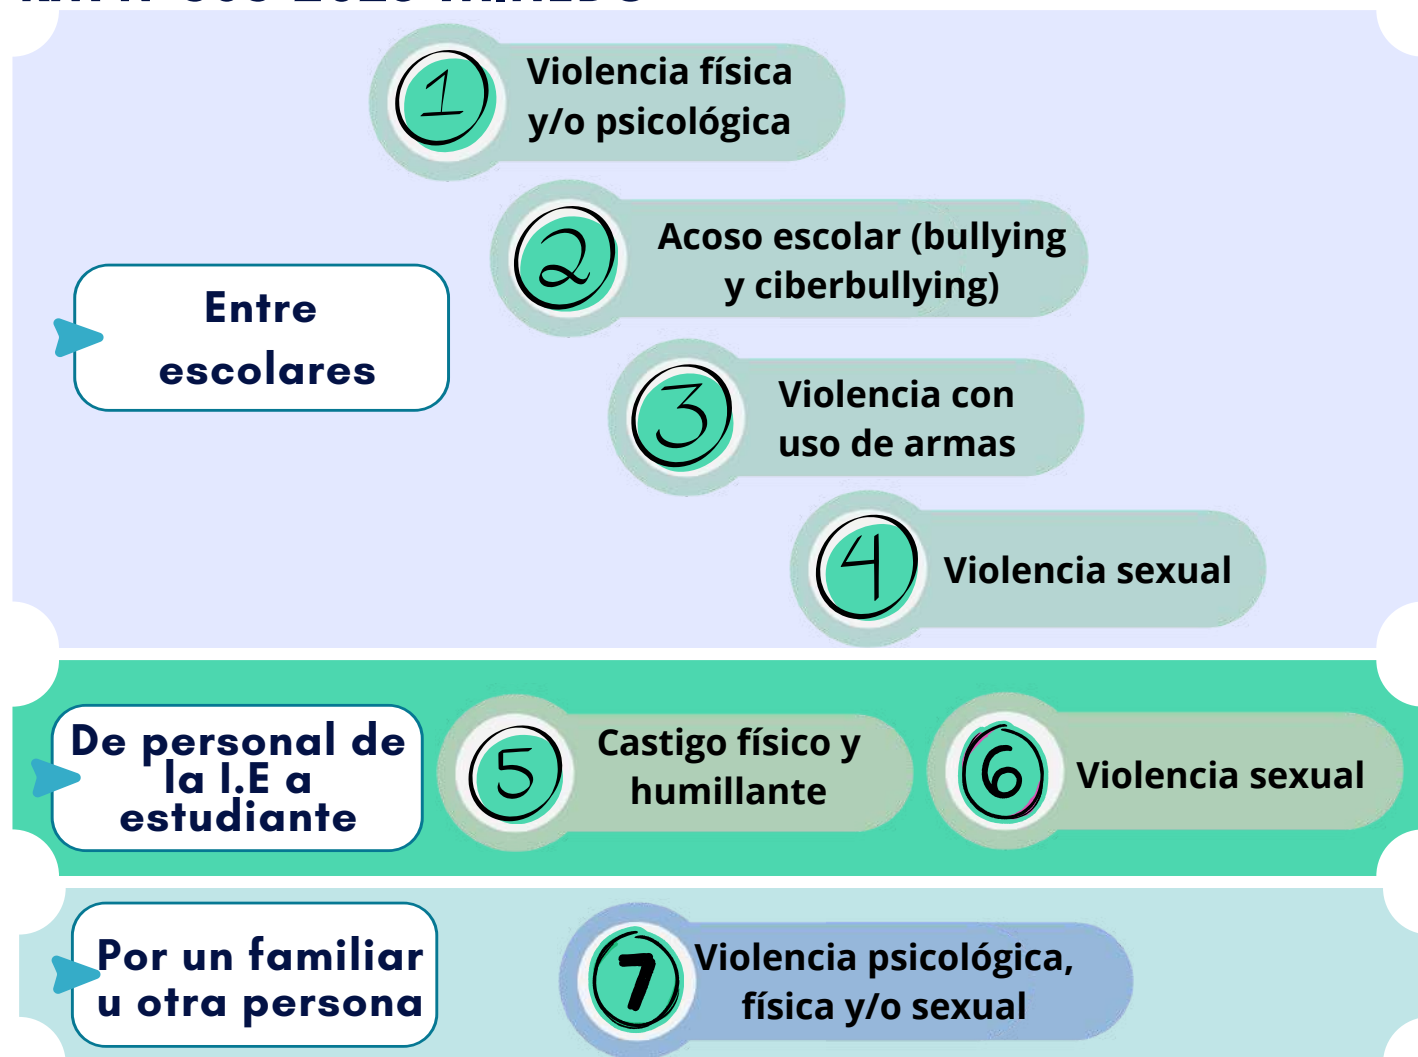 1
Violencia física
y/o psicológica
2
Acoso escolar (bullying
y ciberbullying)
Entre
escolares
3
Violencia con
uso de armas
4
Violencia sexual
De personal de
la I.E a
estudiante
5
Castigo físico y
humillante
6
Violencia sexual
Por un familiar
u otra persona
7
Violencia psicológica,
física y/o sexual